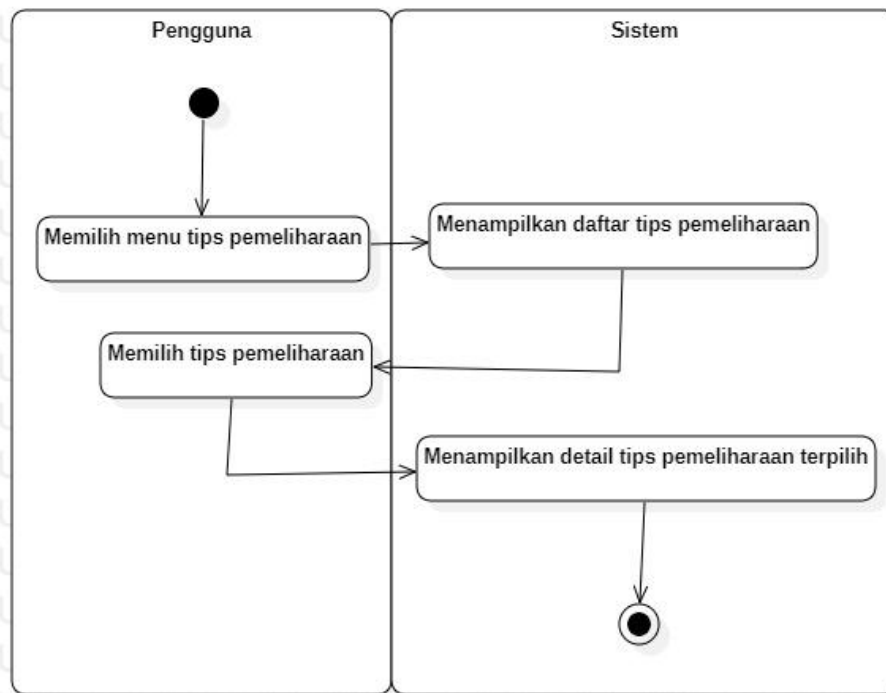 Pengguna
Sistem
Memilih menu tips pemeliharaan
Menampilkan daftar tips pemeliharaan
Memilih tips pemeliharaan
Menampilkan detail tips pemeliharaan terpilih